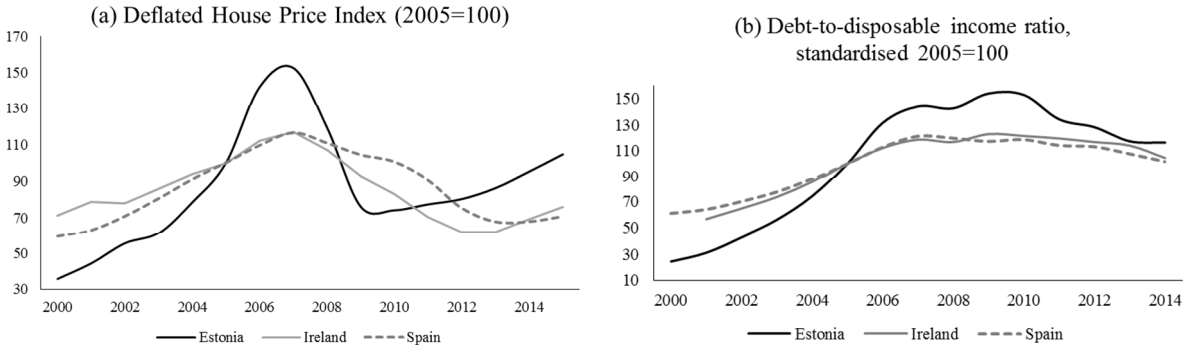 (a) Deflated House Price Index (2005=100)
170
150
130
110
90
70
50
30
2000 2002 2004 2006 2008 2010 2012 2014
Estonia Ireland Spain
(b) Debt-to-disposable income ratio,
standardised 2005=100
150
130
110
90
70
50
30
10
2000 2002 2004 2006 2008 2010 2012 2014
Estonia Ireland Spain